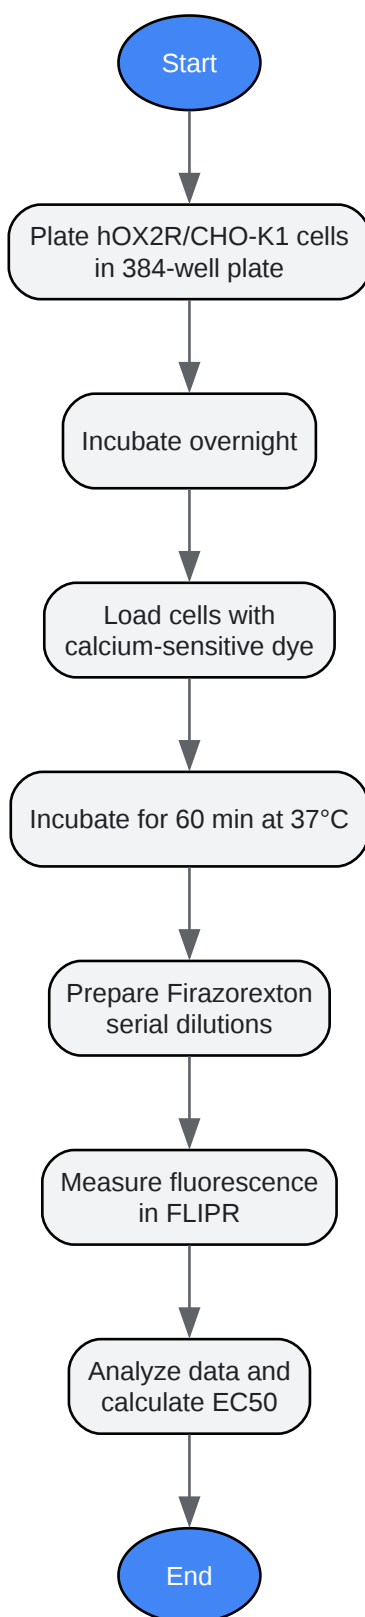 Start
Plate hOX2R/CHO-K1 cells
in 384-well plate
Incubate overnight
Load cells with
calcium-sensitive dye
Incubate for 60 min at 37°C
Prepare Firazorexton
serial dilutions
Measure fluorescence
in FLIPR
Analyze data and
calculate EC50
End